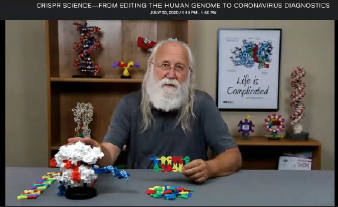 CRISPR SCIENCE—FROM EDITING THE HUMAN GENOME TO CORONAVIRUS DIAGNOSTICS
Life is
Complicated